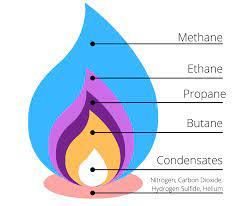 Methane
Ethane
Propane
Butane
Condensates
Nitrogen, Carbon Dioxide,
Hydrogen Sulfide, Helium